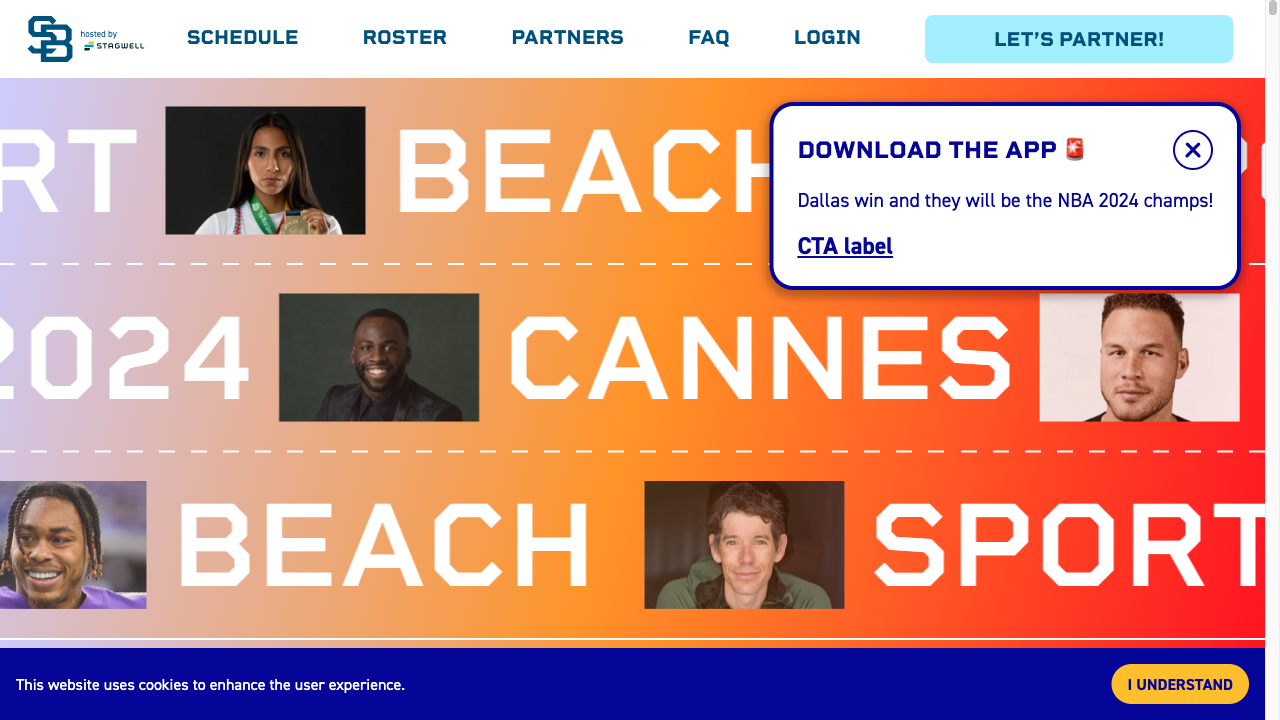 SB hosted by
STAGWELL
SCHEDULE
ROSTER
PARTNERS
FAQ
LOGIN
LET'S PARTNER!
RT BEACH
DOWNLOAD THE APP 🚨
Dallas win and they will be the NBA 2024 champs!
CTA label
2024 CANNES
BEACH SPORT
This website uses cookies to enhance the user experience.
I UNDERSTAND